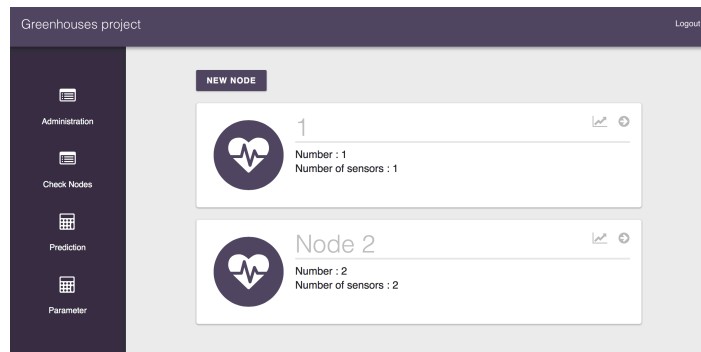 Greenhouses project
Logout
Administration
Check Nodes
Prediction
Parameter
NEW NODE
1
Number : 1
Number of sensors : 1
Node 2
Number : 2
Number of sensors : 2